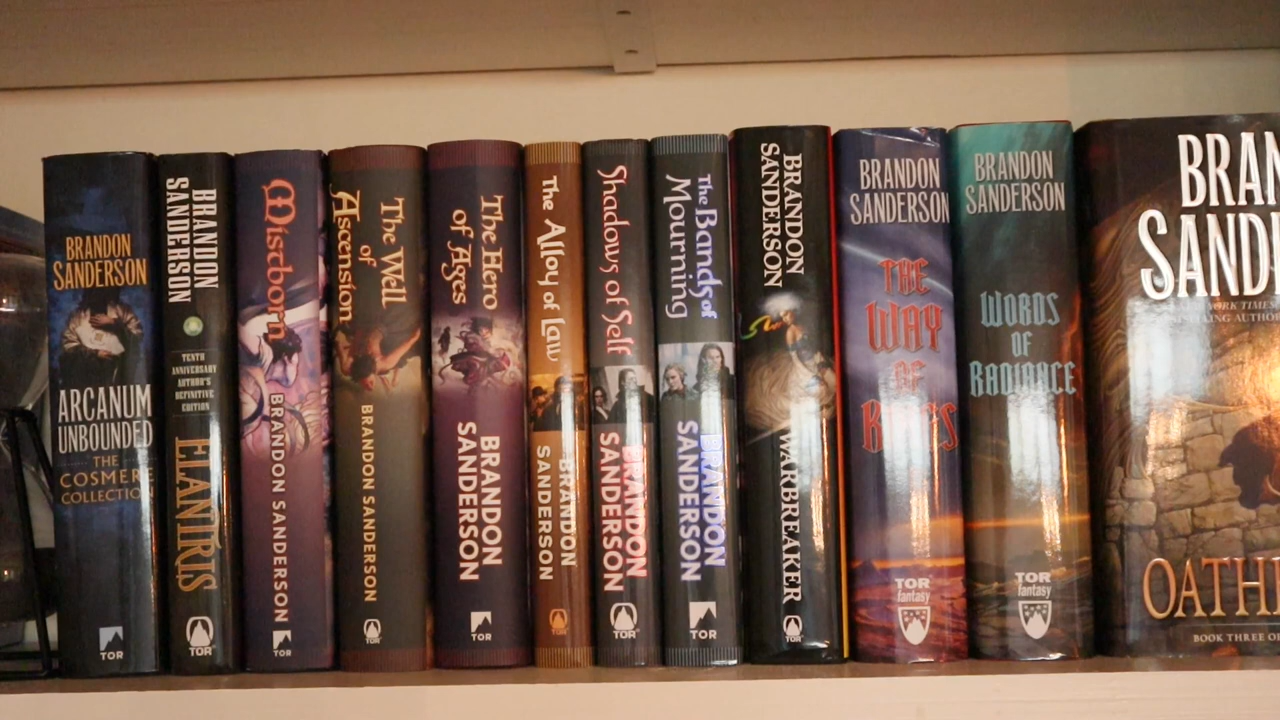 BRANDON
SANDERSON
ARCANUM
UNBOUNDED
THE
COSMERE
COLLECTION
TOR
BRANDON
SANDERSON
TENTH
ANNIVERSARY
AUTHOR'S
DEFINITIVE
EDITION
ELANTRIS
TOR
Mistborn
BRANDON SANDERSON
TOR
The Well
of
Ascension
BRANDON SANDERSON
TOR
The Hero
of Ages
BRANDON
SANDERSON
TOR
The Alloy of Law
BRANDON
SANDERSON
TOR
Shadows of Self
BRANDON
SANDERSON
TOR
The Bands of
Mourning
BRANDON
SANDERSON
TOR
BRANDON
SANDERSON
WARBREAKER
TOR
BRANDON
SANDERSON
THE
WAY
OF
KINGS
TOR
fantasy
BRANDON
SANDERSON
WORDS
OF
RADIANCE
TOR
fantasy
BRAN
SAND
YORK TIMES
BESTSELLING AUTHOR
OATH
BOOK THREE O